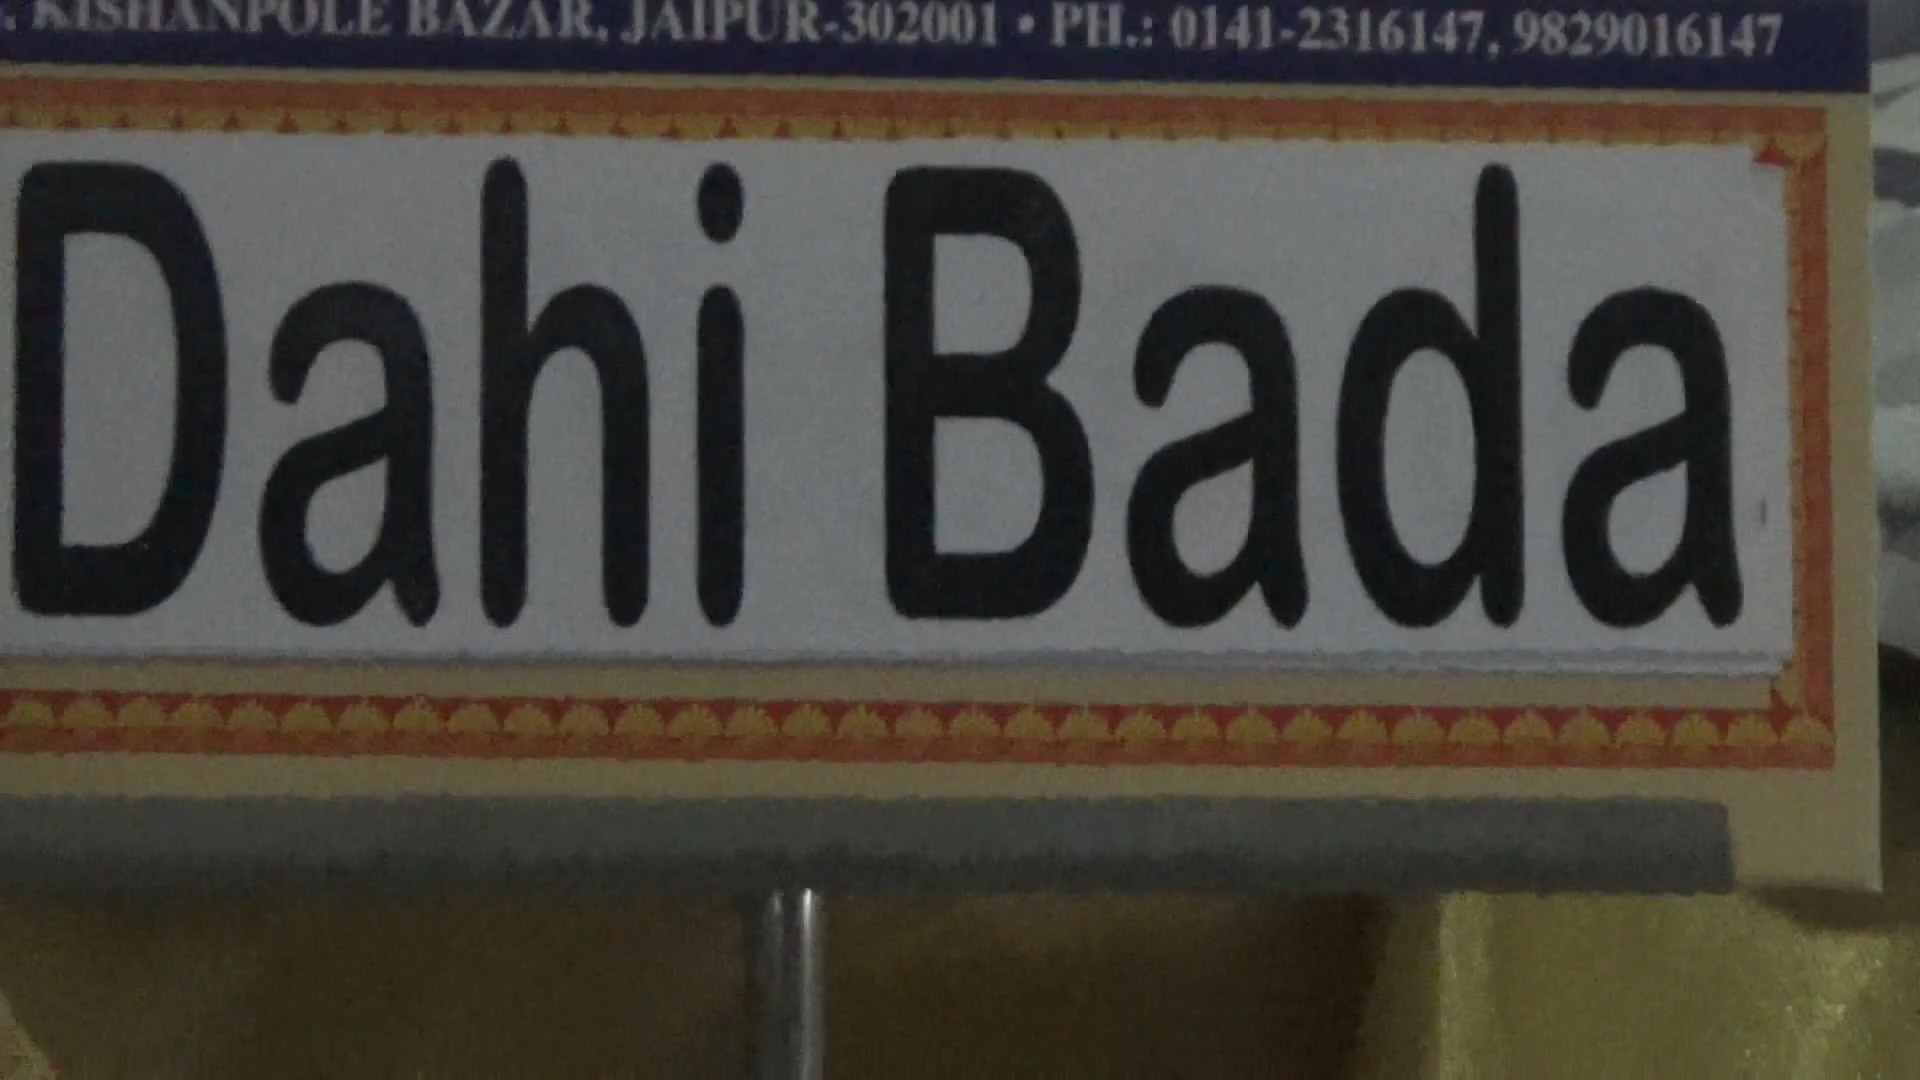 . KISHANPOLE BAZAR, JAIPUR-302001 • PH.: 0141-2316147, 9829016147
Dahi Bada